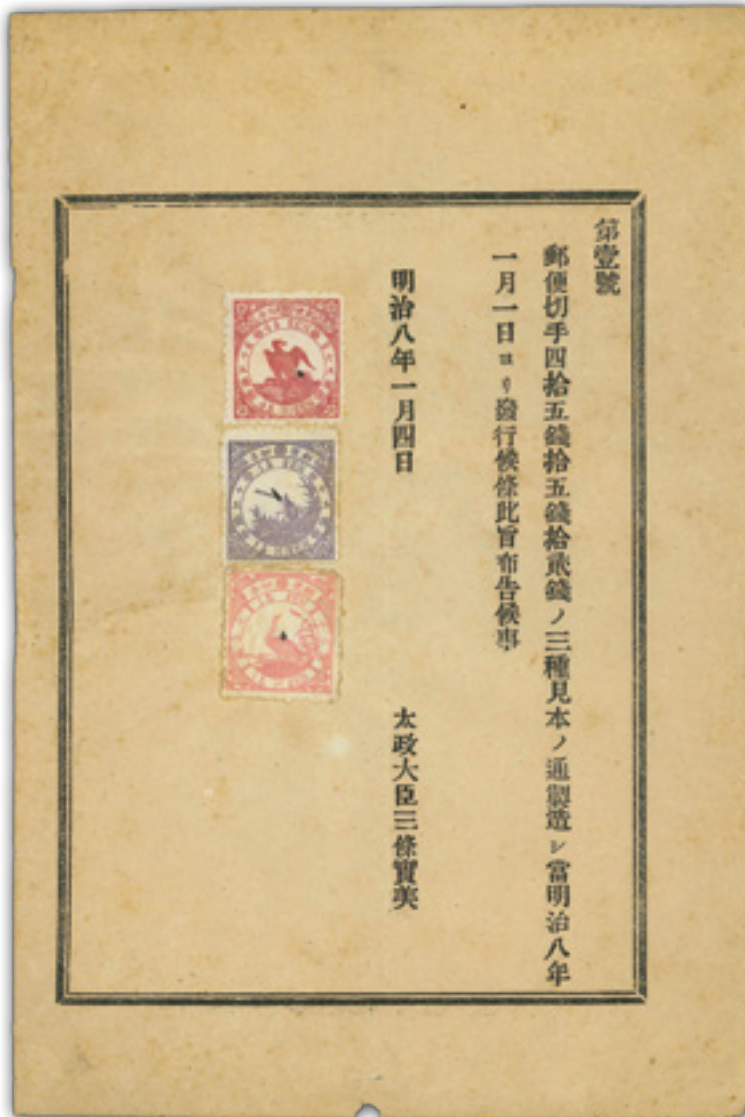 第壹號
郵便切手四拾五錢拾五錢拾貳錢ノ三種見本ノ通製造シ當明治八年
一月一日ヨリ發行候條此旨布告候事
明治八年一月四日
太政大臣三條實美